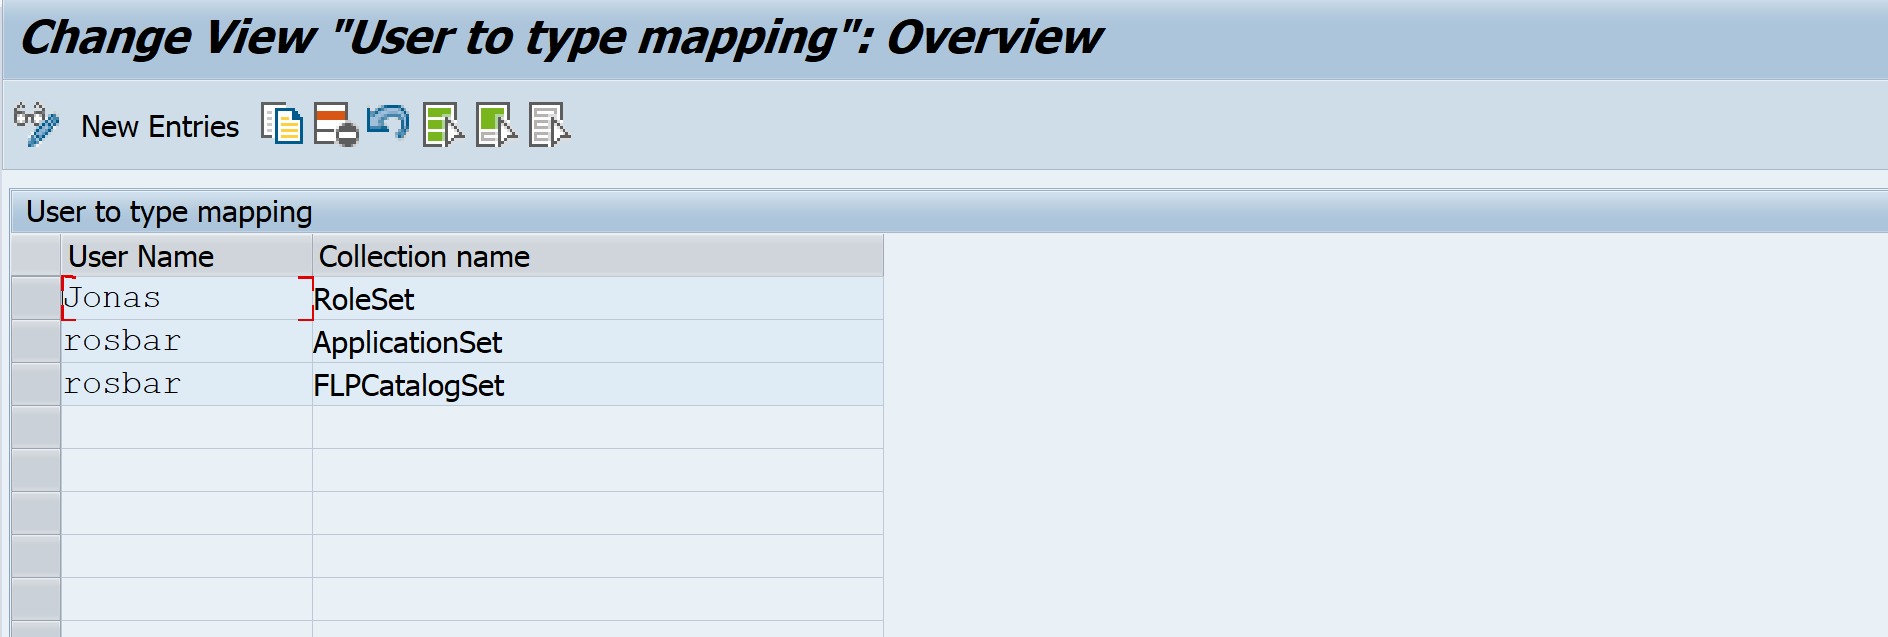 Change View "User to type mapping": Overview
New Entries
User to type mapping
User Name Collection name
Jonas RoleSet
rosbar ApplicationSet
rosbar FLPCatalogSet